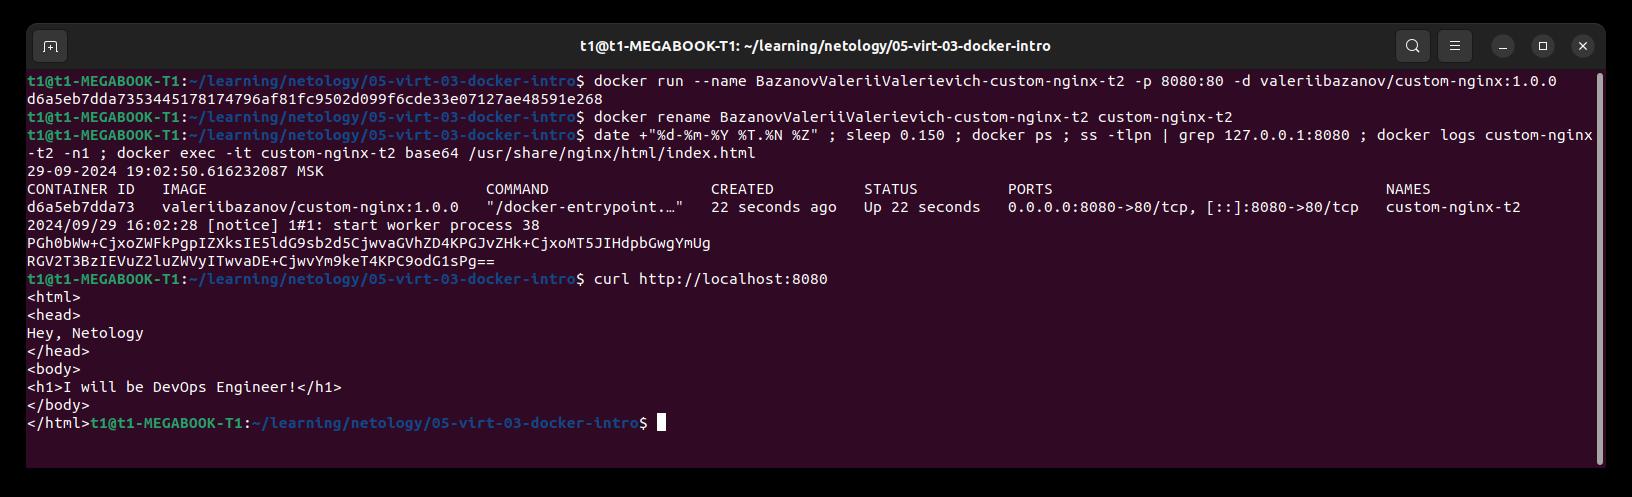 t1@t1-MEGABOOK-T1: ~/learning/netology/05-virt-03-docker-intro
t1@t1-MEGABOOK-T1:~/learning/netology/05-virt-03-docker-intro$ docker run --name BazanovValeriiValerievich-custom-nginx-t2 -p 8080:80 -d valeriibazanov/custom-nginx:1.0.0
d6a5eb7dda7353445178174796af81fc9502d099f6cde33e07127ae48591e268
t1@t1-MEGABOOK-T1:~/learning/netology/05-virt-03-docker-intro$ docker rename BazanovValeriiValerievich-custom-nginx-t2 custom-nginx-t2
t1@t1-MEGABOOK-T1:~/learning/netology/05-virt-03-docker-intro$ date +"%d-%m-%Y %T.%N %Z" ; sleep 0.150 ; docker ps ; ss -tlpn | grep 127.0.0.1:8080 ; docker logs custom-nginx
-t2 -n1 ; docker exec -it custom-nginx-t2 base64 /usr/share/nginx/html/index.html
29-09-2024 19:02:50.616232087 MSK
CONTAINER ID   IMAGE                               COMMAND                  CREATED          STATUS          PORTS                                     NAMES
d6a5eb7dda73   valeriibazanov/custom-nginx:1.0.0   "/docker-entrypoint.…"   22 seconds ago   Up 22 seconds   0.0.0.0:8080->80/tcp, [::]:8080->80/tcp   custom-nginx-t2
2024/09/29 16:02:28 [notice] 1#1: start worker process 38
PGh0bWw+CjxoZWFkPgpIZXksIE5ldG9sb2d5CjwvaGVhZD4KPGJvZHk+CjxoMT5JIHdpbGwgYmUg
RGV2T3BzIEVuZ2luZWVyITwvaDE+CjwvYm9keT4KPC9odG1sPg==
t1@t1-MEGABOOK-T1:~/learning/netology/05-virt-03-docker-intro$ curl http://localhost:8080
<html>
<head>
Hey, Netology
</head>
<body>
<h1>I will be DevOps Engineer!</h1>
</body>
</html>t1@t1-MEGABOOK-T1:~/learning/netology/05-virt-03-docker-intro$